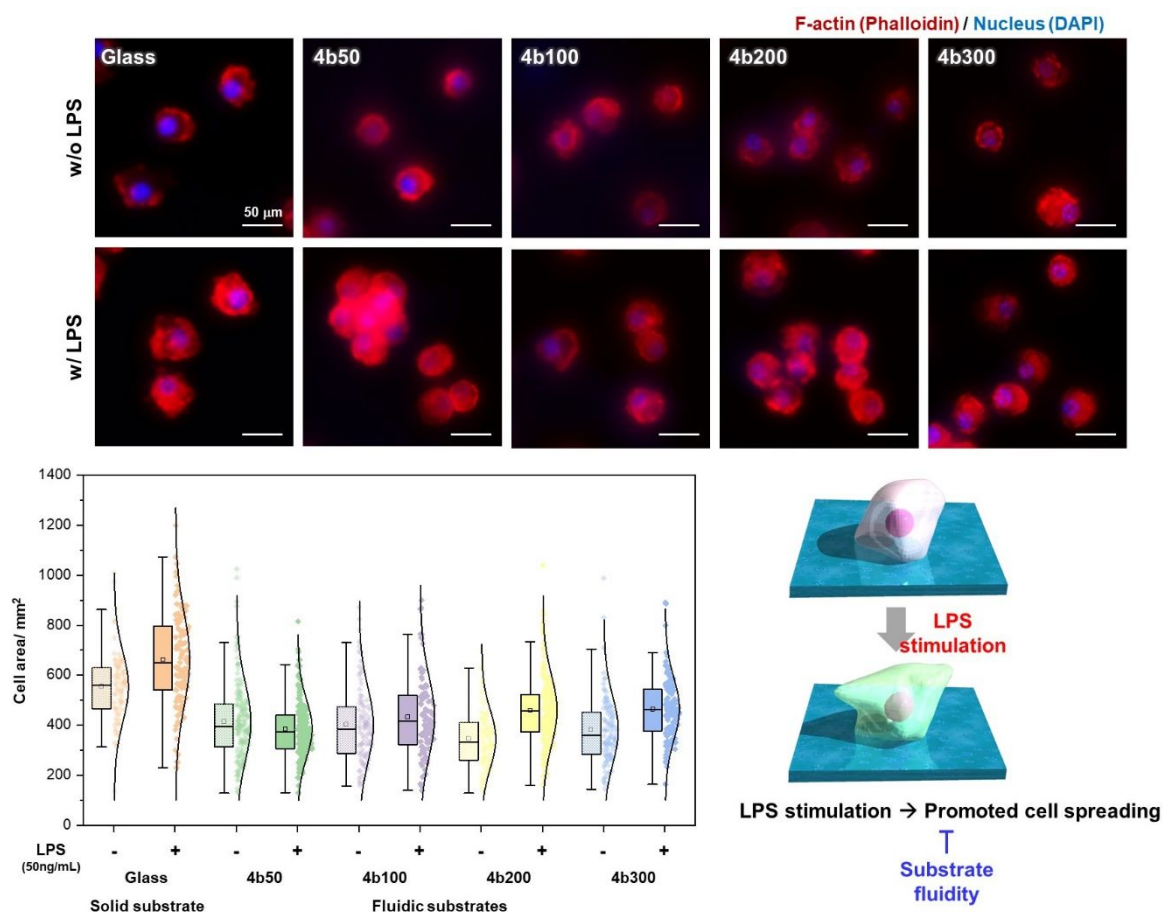 F-actin (Phalloidin) / Nucleus (DAPI)
Glass
4b50
4b100
4b200
4b300
w/o LPS
50 μm
w/ LPS
1400
1200
1000
800
600
400
200
0
Cell area/ mm²
LPS - + - + - + - + - +
(50ng/mL)
Glass 4b50 4b100 4b200 4b300
Solid substrate Fluidic substrates
LPS
stimulation
LPS stimulation → Promoted cell spreading
Substrate
fluidity